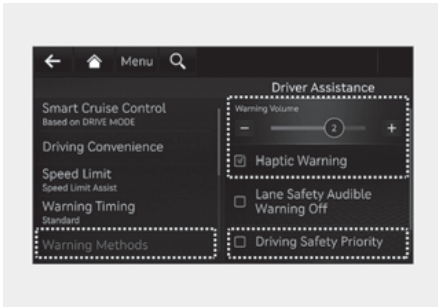 Menu
Driver Assistance
Smart Cruise Control
Based on DRIVE MODE
Driving Convenience
Speed Limit
Speed Limit Assist
Warning Timing
Standard
Warning Methods
Warning Volume
− 2 +
Haptic Warning
Lane Safety Audible
Warning Off
Driving Safety Priority